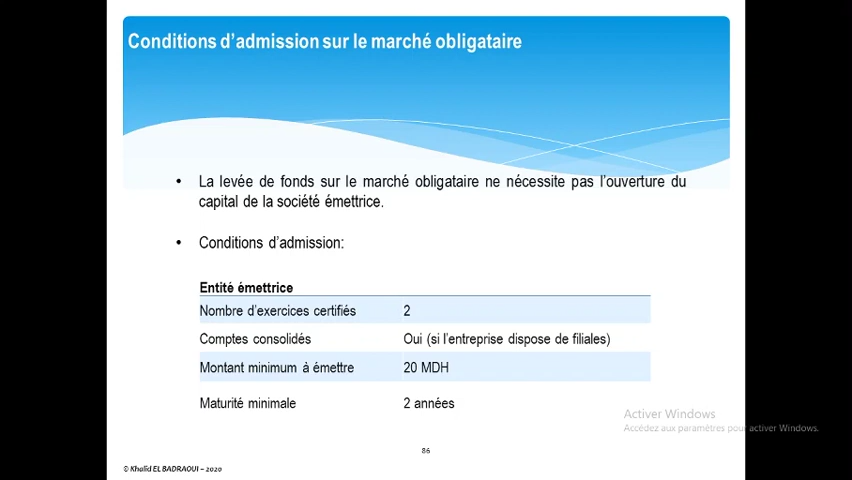 Conditions d'admission sur le marché obligataire
• La levée de fonds sur le marché obligataire ne nécessite pas l'ouverture du
capital de la société émettrice.
• Conditions d'admission:
Entité émettrice
Nombre d'exercices certifiés 2
Comptes consolidés Oui (si l'entreprise dispose de filiales)
Montant minimum à émettre 20 MDH
Maturité minimale 2 années
Activer Windows
Accédez aux paramètres pour activer Windows.
86
© Khalid EL BADRAOUI – 2020